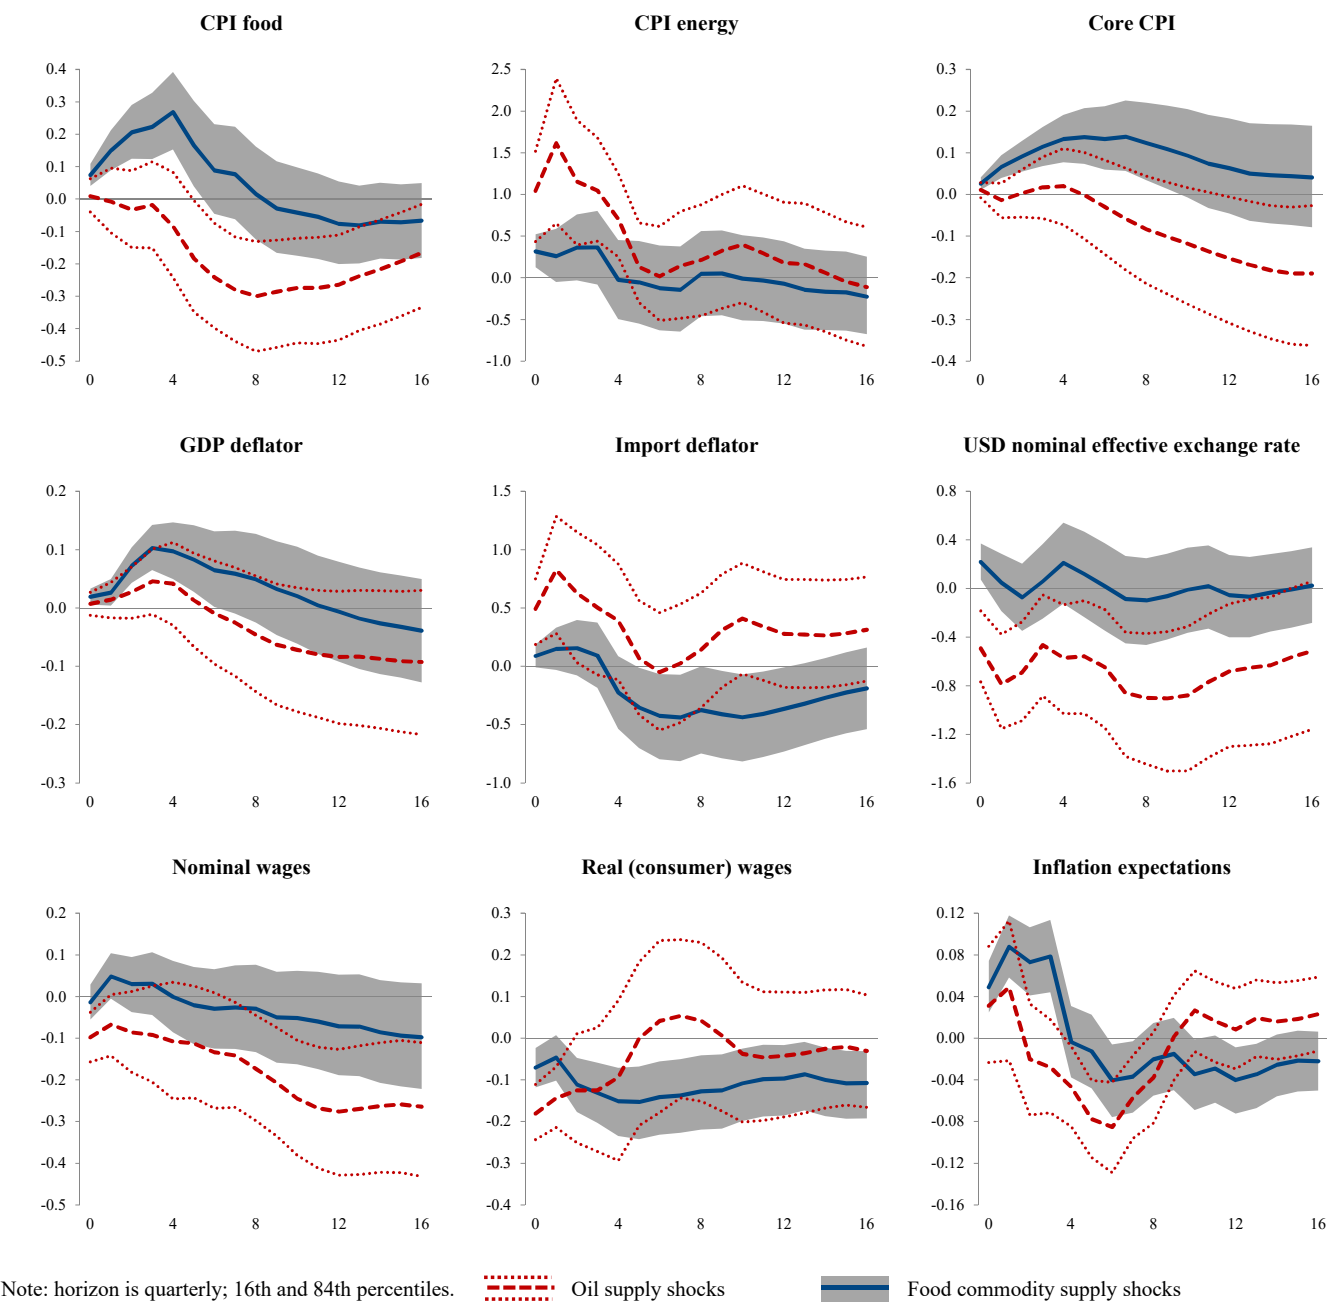 CPI food CPI energy Core CPI
0.4 2.5 0.3
0.3 2.0 0.2
0.2 1.5 0.1
0.1 1.0 0.0
0.0 0.5 -0.1
-0.1 0.0 -0.2
-0.2 -0.5 -0.3
-0.3 -1.0 -0.4
-0.4
-0.5
0 4 8 12 16 0 4 8 12 16 0 4 8 12 16
GDP deflator Import deflator USD nominal effective exchange rate
0.2 1.5 0.8
0.1 1.0 0.4
0.0 0.5 0.0
-0.1 0.0 -0.4
-0.2 -0.5 -0.8
-0.3 -1.0 -1.2
-1.6
0 4 8 12 16 0 4 8 12 16 0 4 8 12 16
Nominal wages Real (consumer) wages Inflation expectations
0.2 0.3 0.12
0.1 0.2 0.08
0.0 0.1 0.04
-0.1 0.0 0.00
-0.2 -0.1 -0.04
-0.3 -0.2 -0.08
-0.4 -0.3 -0.12
-0.5 -0.4 -0.16
0 4 8 12 16 0 4 8 12 16 0 4 8 12 16
Note: horizon is quarterly; 16th and 84th percentiles. Oil supply shocks Food commodity supply shocks